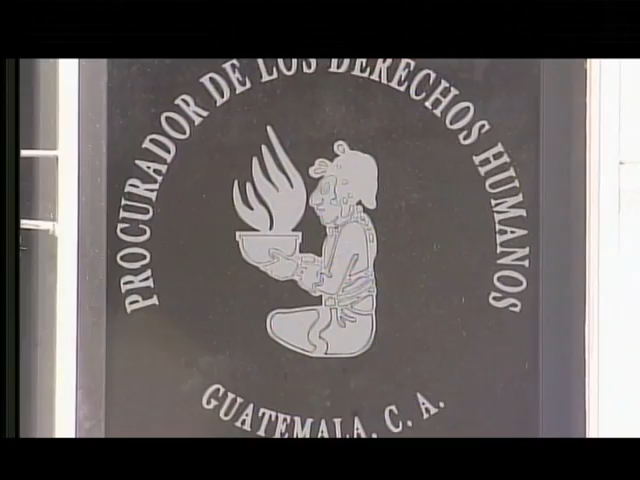 PROCURADOR DE LOS DERECHOS HUMANOS
GUATEMALA, C. A.